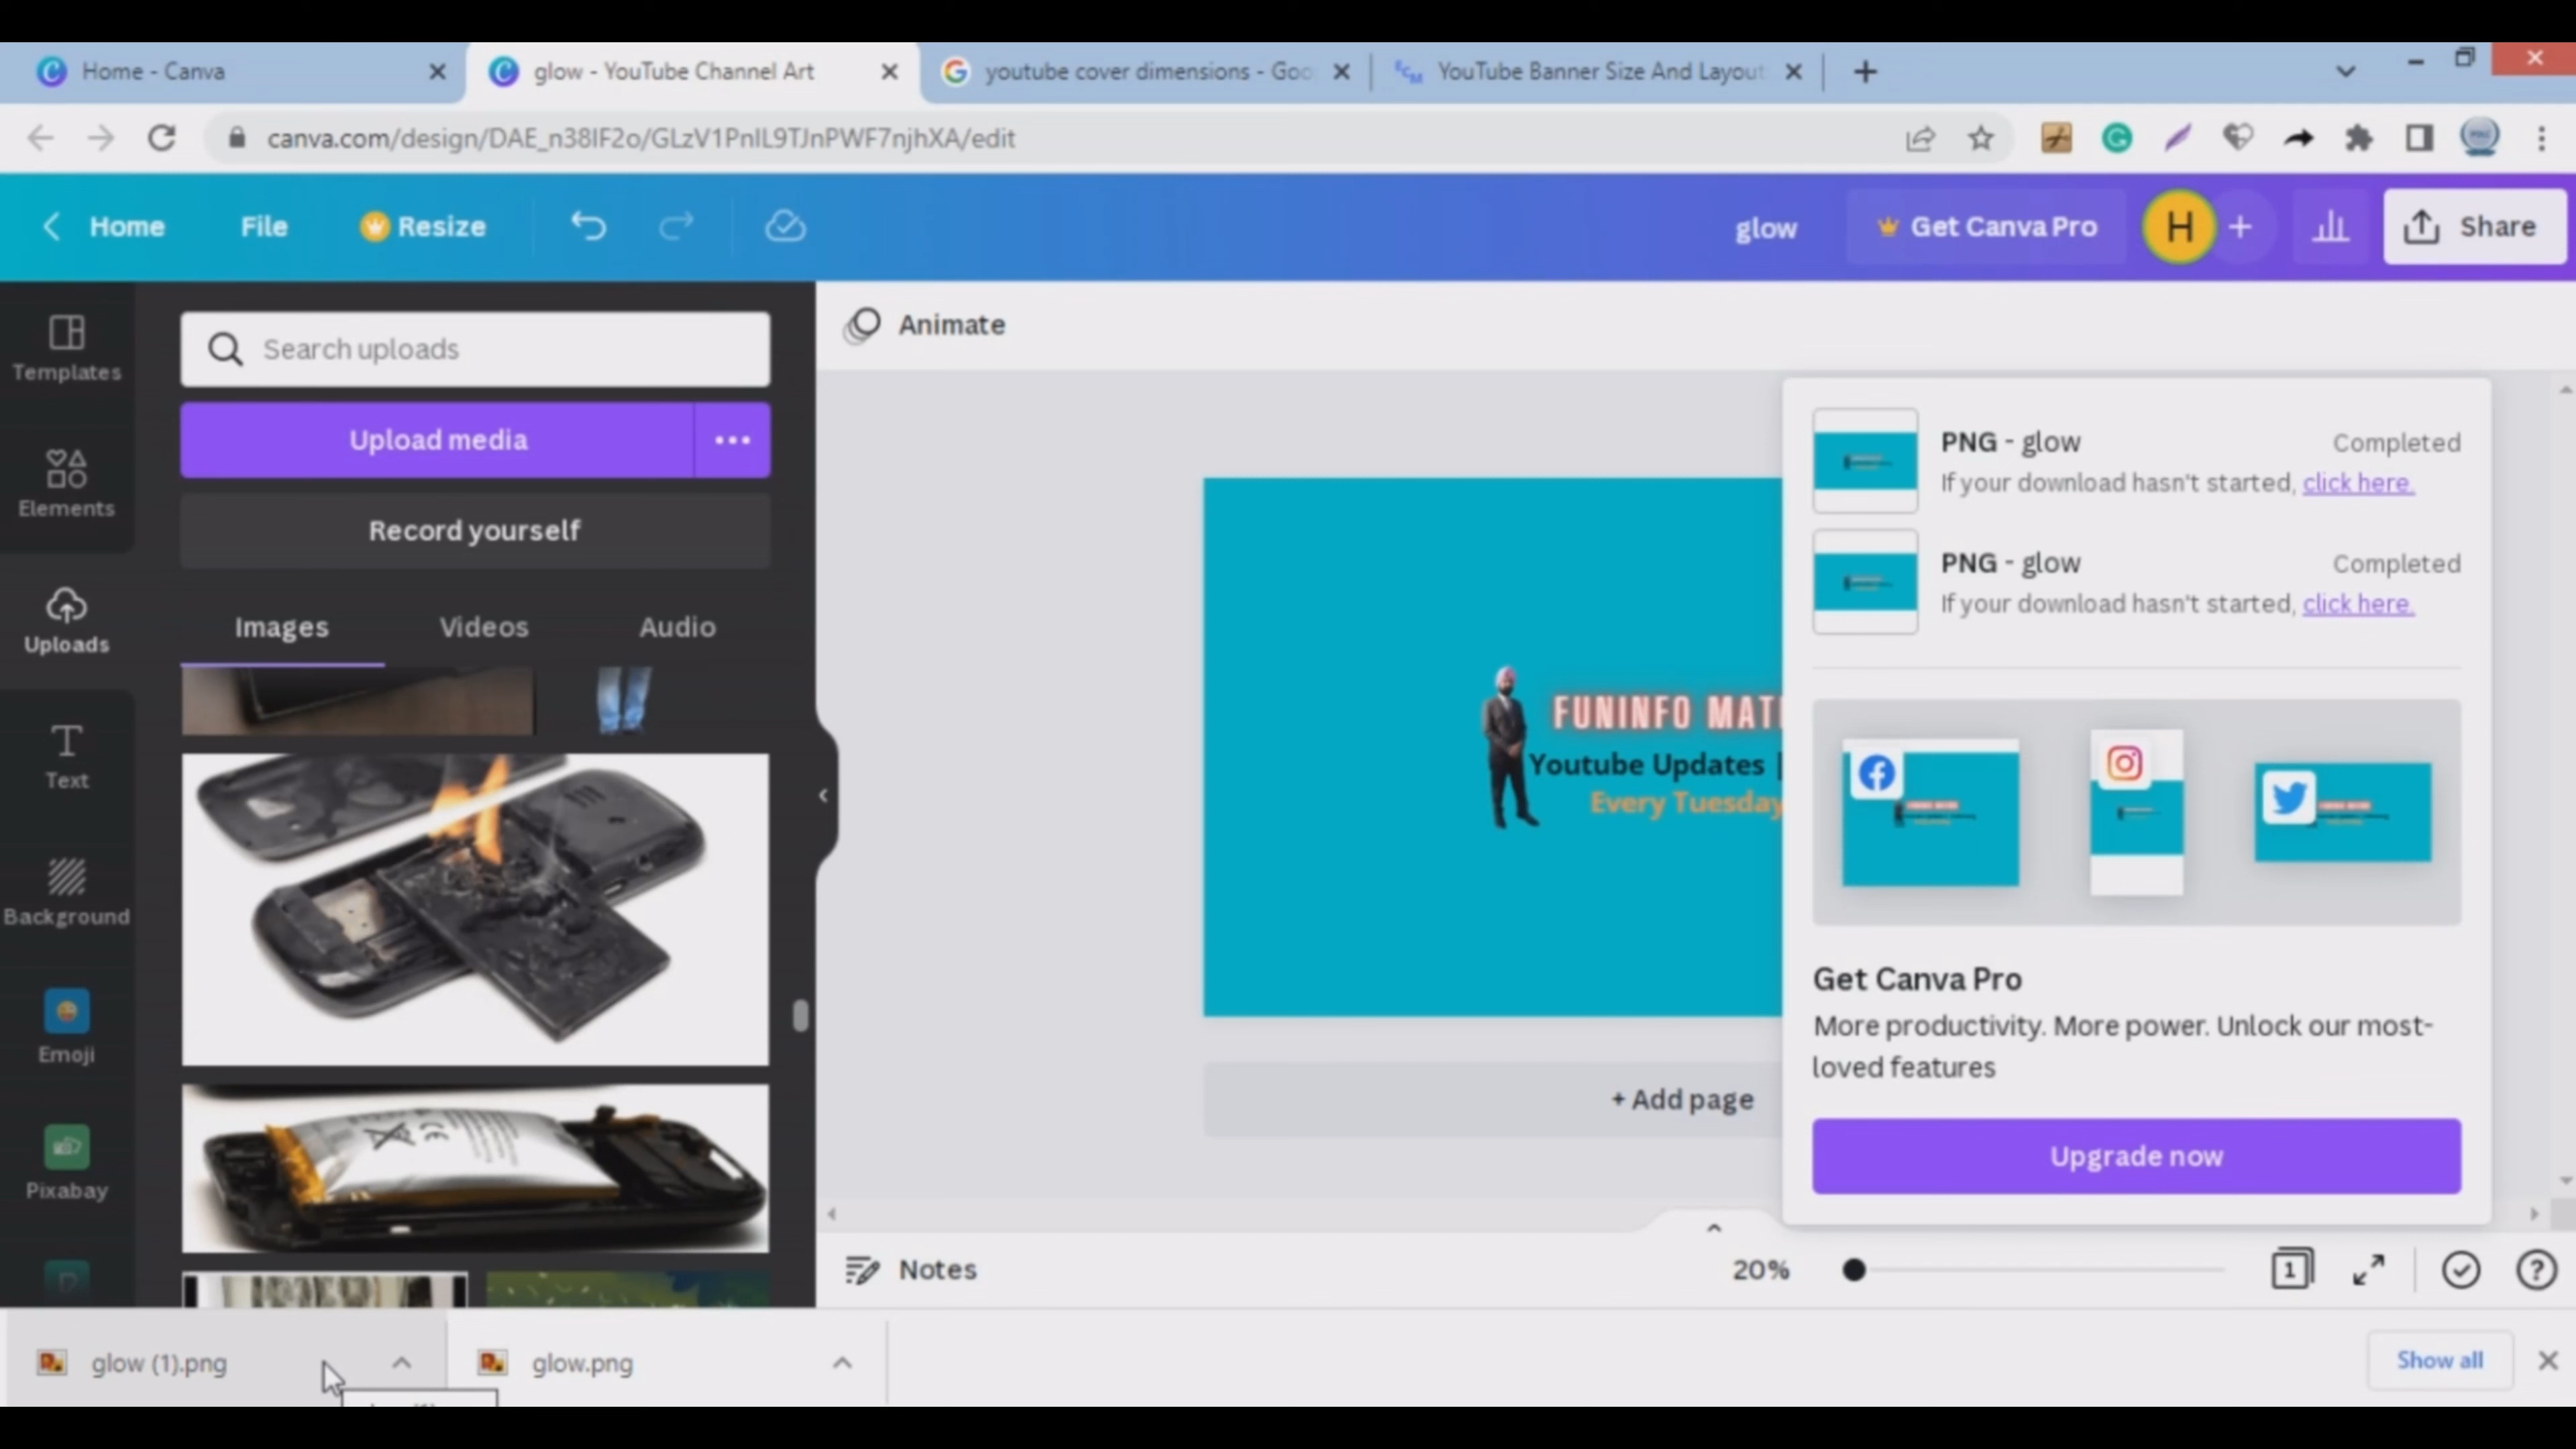 Home - Canva
glow - YouTube Channel Art
youtube cover dimensions - Goo
YouTube Banner Size And Layout
canva.com/design/DAE_n38IF2o/GLzV1PnIL9TJnPWF7njhXA/edit
Home
File
Resize
glow
Get Canva Pro
H
Share
Templates
Elements
Uploads
Text
Background
Emoji
Pixabay
Search uploads
Upload media
Record yourself
Images
Videos
Audio
Animate
FUNINFO MAT
Youtube Updates |
Every Tuesday
+ Add page
PNG - glow
Completed
If your download hasn't started, click here.
PNG - glow
Completed
If your download hasn't started, click here.
Get Canva Pro
More productivity. More power. Unlock our most-
loved features
Upgrade now
Notes
20%
1
glow (1).png
glow.png
Show all